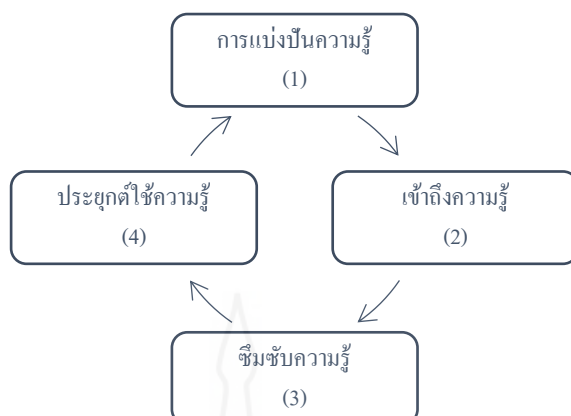 การแบ่งปันความรู้
(1)
ประยุกต์ใช้ความรู้
(4)
เข้าถึงความรู้
(2)
ซึมซับความรู้
(3)